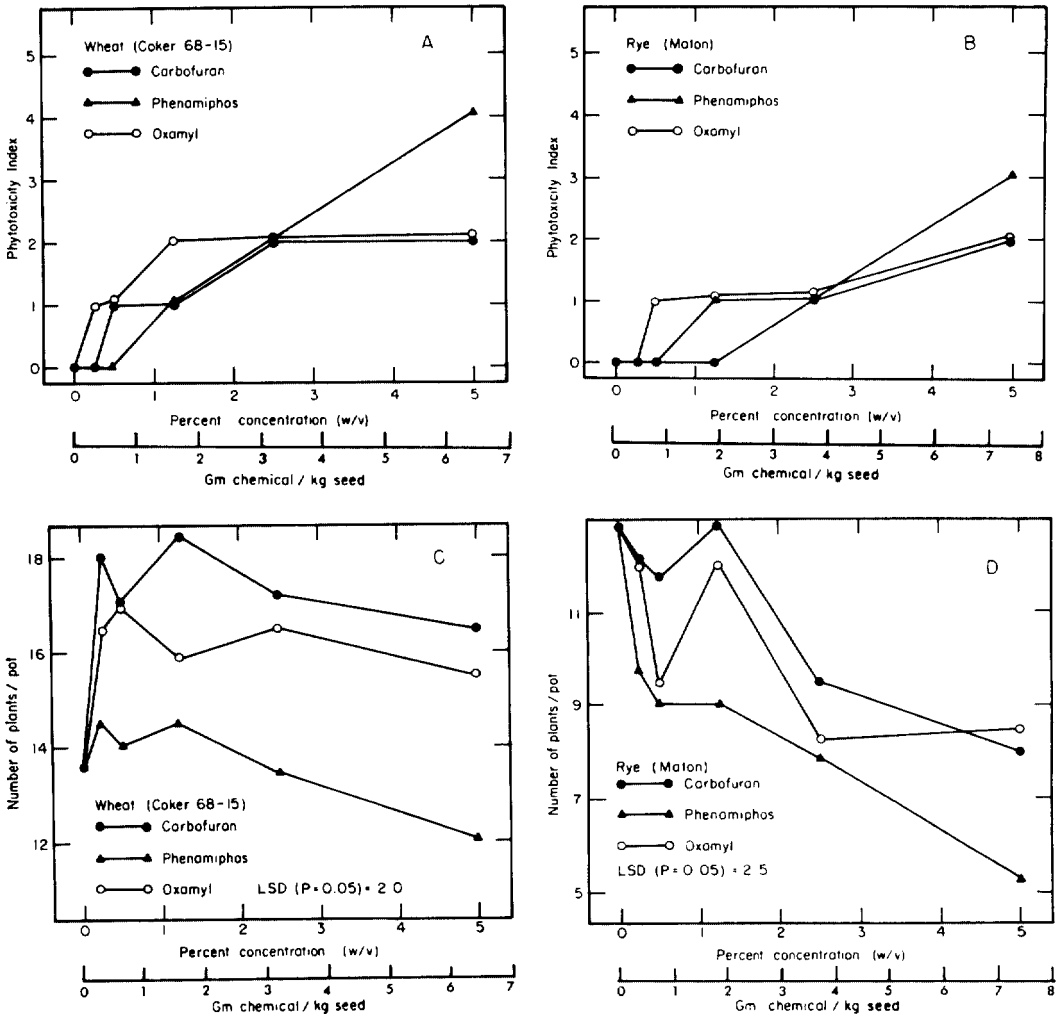 Wheat (Coker 68-15)
Carbofuran
Phenamiphos
Oxamyl
A
5
4
3
2
1
0
Phytotoxicity Index
0 1 2 3 4 5
Percent concentration (w/v)
0 1 2 3 4 5 6 7
Gm chemical / kg seed
Rye (Maton)
Carbofuran
Phenamiphos
Oxamyl
B
5
4
3
2
1
0
Phytotoxicity Index
0 1 2 3 4 5
Percent concentration (w/v)
0 1 2 3 4 5 6 7 8
Gm chemical / kg seed
C
18
16
14
12
Number of plants / pot
Wheat (Coker 68-15)
Carbofuran
Phenamiphos
Oxamyl LSD (P=0.05)=2.0
0 1 2 3 4 5
Percent concentration (w/v)
0 1 2 3 4 5 6 7
Gm chemical / kg seed
D
11
9
7
5
Number of plants / pot
Rye (Maton)
Carbofuran
Phenamiphos
Oxamyl
LSD (P=0.05)=2.5
0 1 2 3 4 5
Percent concentration (w/v)
0 1 2 3 4 5 6 7 8
Gm chemical / kg seed